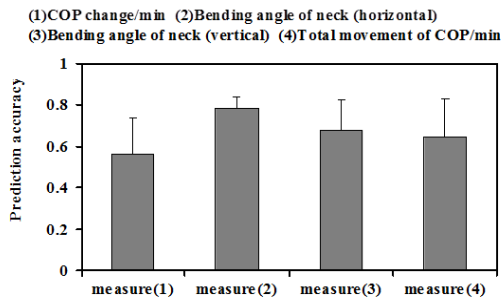 (1)COP change/min (2)Bending angle of neck (horizontal)
(3)Bending angle of neck (vertical) (4)Total movement of COP/min
Prediction accuracy
1
0.8
0.6
0.4
0.2
0
measure(1) measure(2) measure(3) measure(4)